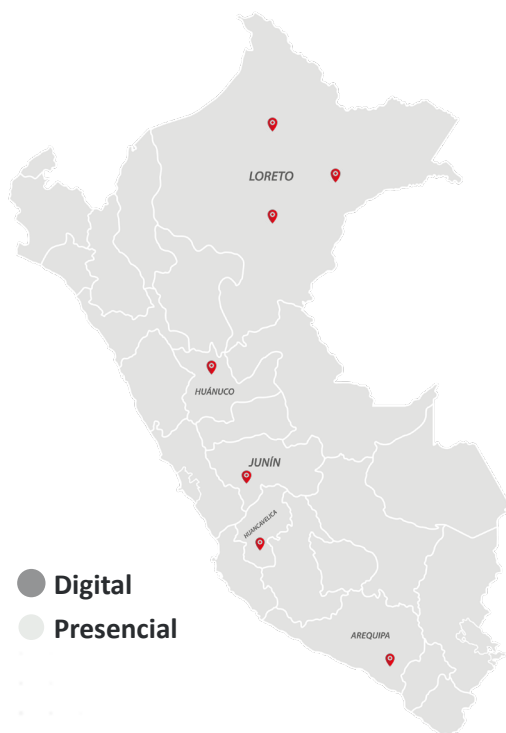 LORETO
HUÁNUCO
JUNÍN
HUANCAVELICA
Digital
Presencial
AREQUIPA